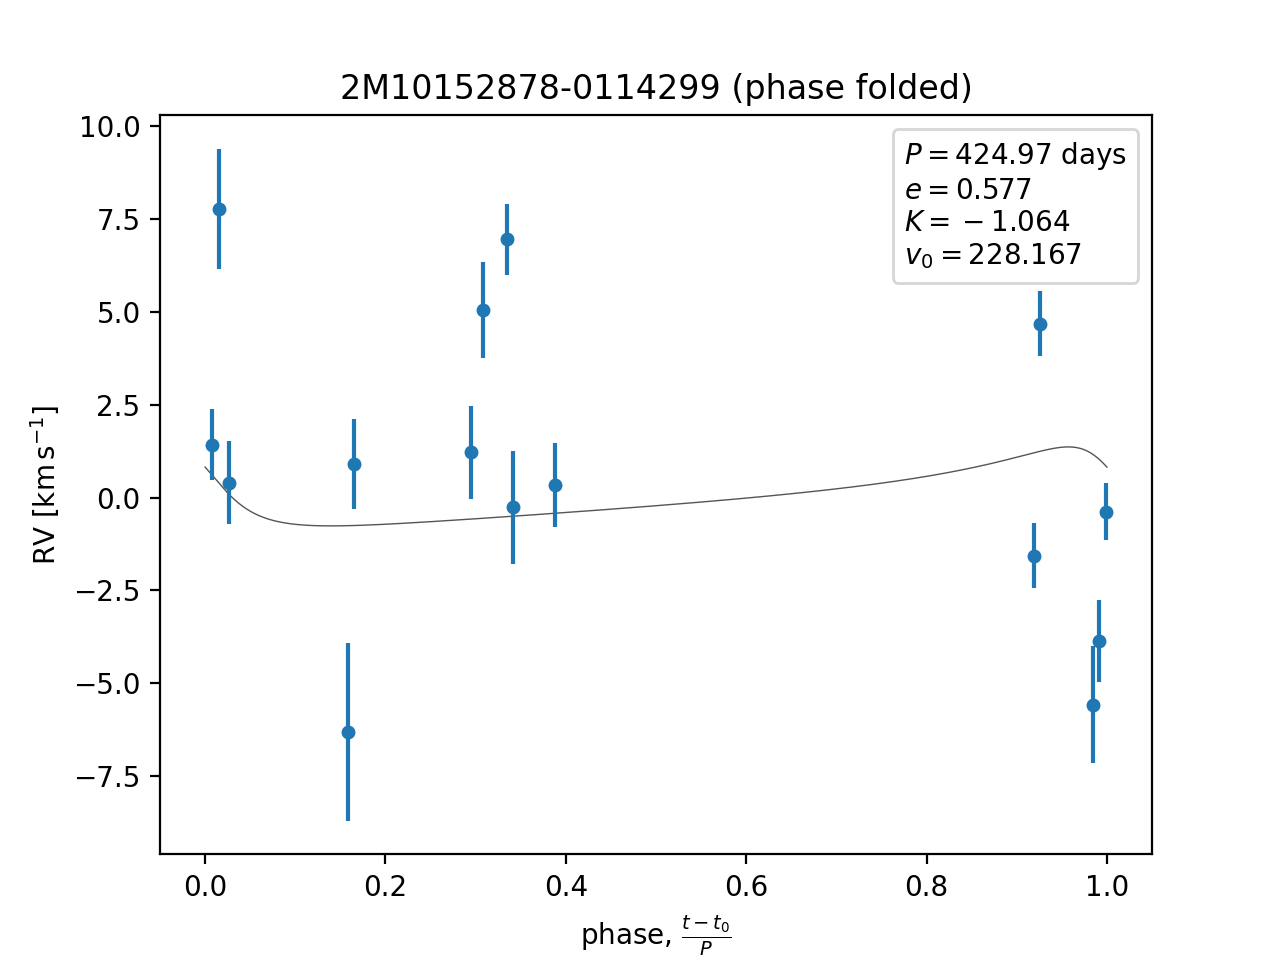 2M10152878-0114299 (phase folded)
10.0
7.5
5.0
2.5
0.0
−2.5
−5.0
−7.5
RV [km s⁻¹]
P = 424.97 days
e = 0.577
K = −1.064
v₀ = 228.167
0.0 0.2 0.4 0.6 0.8 1.0
phase, (t − t₀)/P